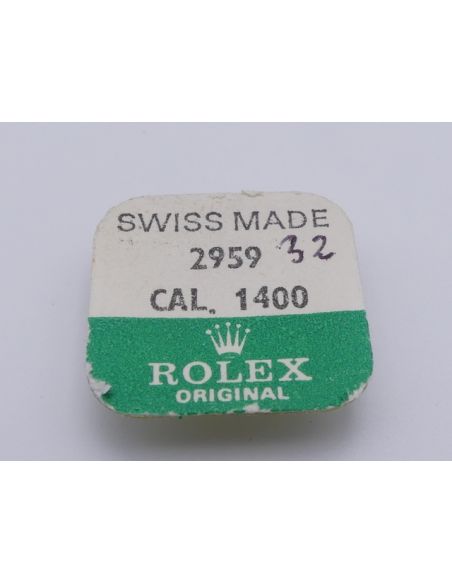 SWISS MADE
2959 32
CAL. 1400
ROLEX
ORIGINAL